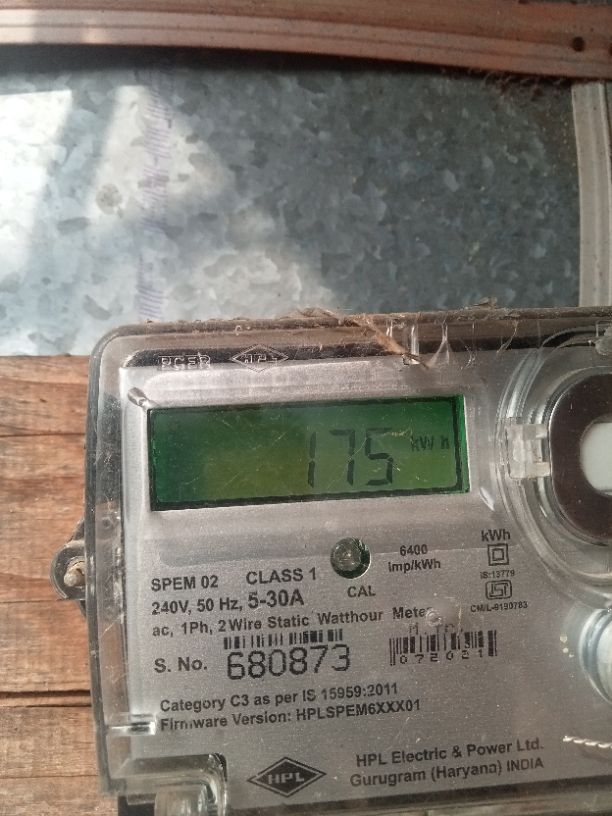 PGER HPL
175 kWh
6400
imp/kWh
kWh
SPEM 02 CLASS 1
CAL
IS:13779
240V, 50 Hz, 5-30A
CM/L-9190783
ac, 1Ph, 2 Wire Static Watthour Meter
S. No. 680873
072021
Category C3 as per IS 15959:2011
Firmware Version: HPLSPEM6XXX01
HPL
HPL Electric & Power Ltd.
Gurugram (Haryana) INDIA